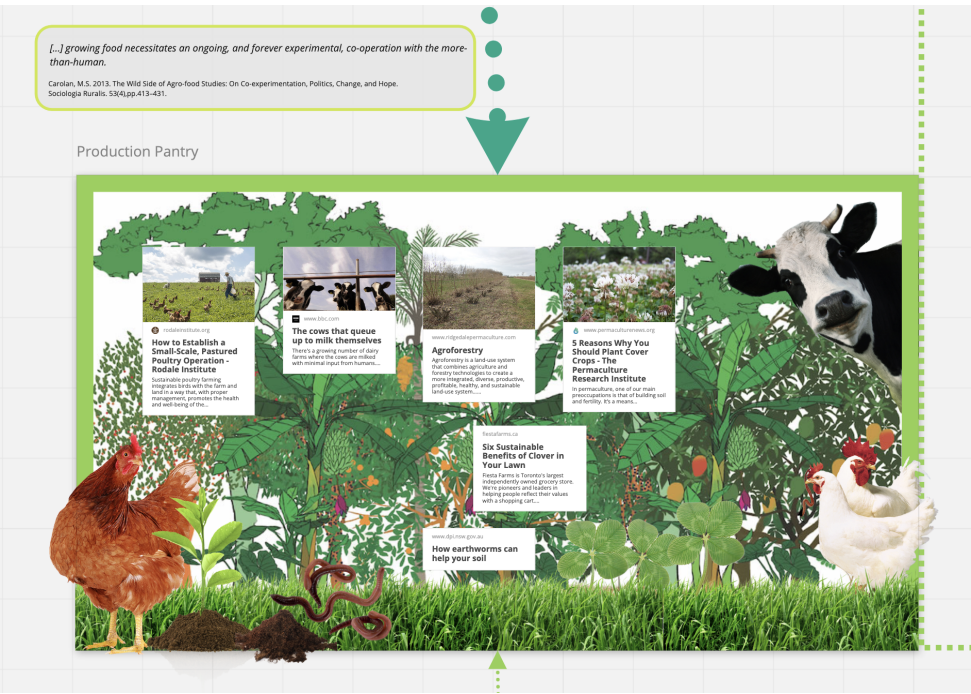 [...] growing food necessitates an ongoing, and forever experimental, co-operation with the more-
than-human.
Carolan, M.S. 2013. The Wild Side of Agro-food Studies: On Co-experimentation, Politics, Change, and Hope.
Sociologia Ruralis. 53(4),pp.413–431.
Production Pantry
rodaleinstitute.org
How to Establish a
Small-Scale, Pastured
Poultry Operation -
Rodale Institute
Sustainable poultry farming
integrates birds with the farm and
land in a way that, with proper
management, promotes the health
and well-being of the...
www.bbc.com
The cows that queue
up to milk themselves
There's a growing number of dairy
farms where the cows are milked
with minimal input from humans....
www.ridgedalepermaculture.com
Agroforestry
Agroforestry is a land-use system
that combines agriculture and
forestry technologies to create a
more integrated, diverse, productive,
profitable, healthy, and sustainable
land-use system......
www.permaculturenews.org
5 Reasons Why You
Should Plant Cover
Crops - The
Permaculture
Research Institute
In permaculture, one of our main
preoccupations is that of building soil
and fertility. It's a means...
fiestafarms.ca
Six Sustainable
Benefits of Clover in
Your Lawn
Fiesta Farms is Toronto's largest
independently owned grocery store.
We're pioneers and leaders in
helping people reflect their values
with a shopping cart....
www.dpi.nsw.gov.au
How earthworms can
help your soil